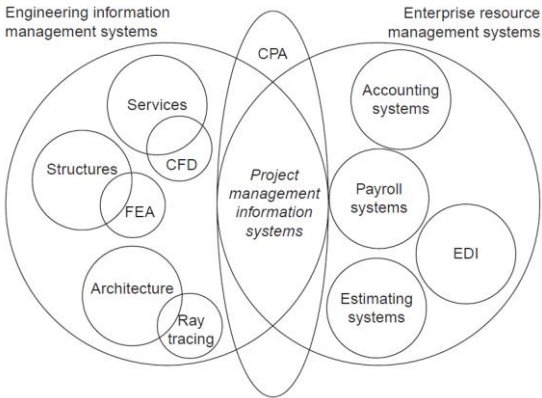 Engineering information
management systems
Enterprise resource
management systems
CPA
Services
CFD
Structures
FEA
Architecture
Ray
tracing
Project
management
information
systems
Accounting
systems
Payroll
systems
EDI
Estimating
systems